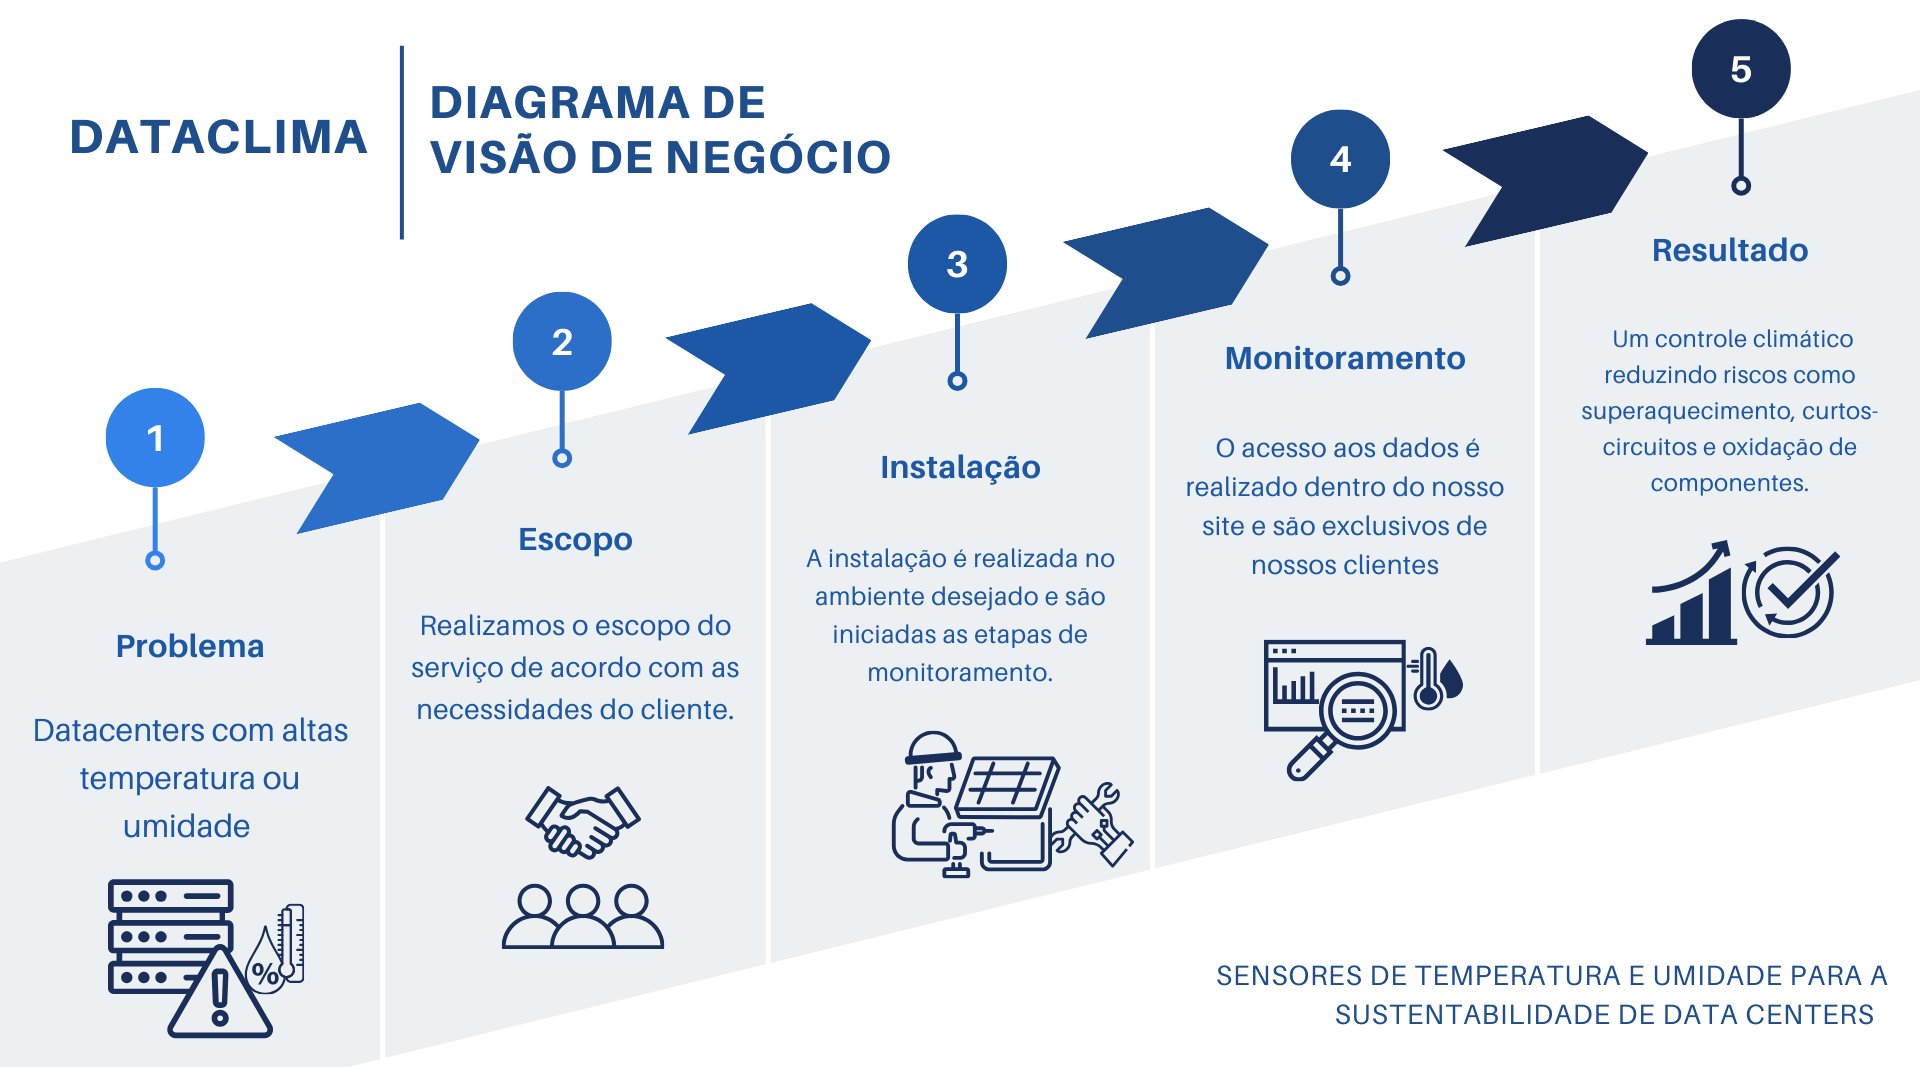 DATACLIMA
DIAGRAMA DE
VISÃO DE NEGÓCIO
1
Problema
Datacenters com altas
temperatura ou
umidade
%
2
Escopo
Realizamos o escopo do
serviço de acordo com as
necessidades do cliente.
3
Instalação
A instalação é realizada no
ambiente desejado e são
iniciadas as etapas de
monitoramento.
4
Monitoramento
O acesso aos dados é
realizado dentro do nosso
site e são exclusivos de
nossos clientes
5
Resultado
Um controle climático
reduzindo riscos como
superaquecimento, curtos-
circuitos e oxidação de
componentes.
SENSORES DE TEMPERATURA E UMIDADE PARA A
SUSTENTABILIDADE DE DATA CENTERS